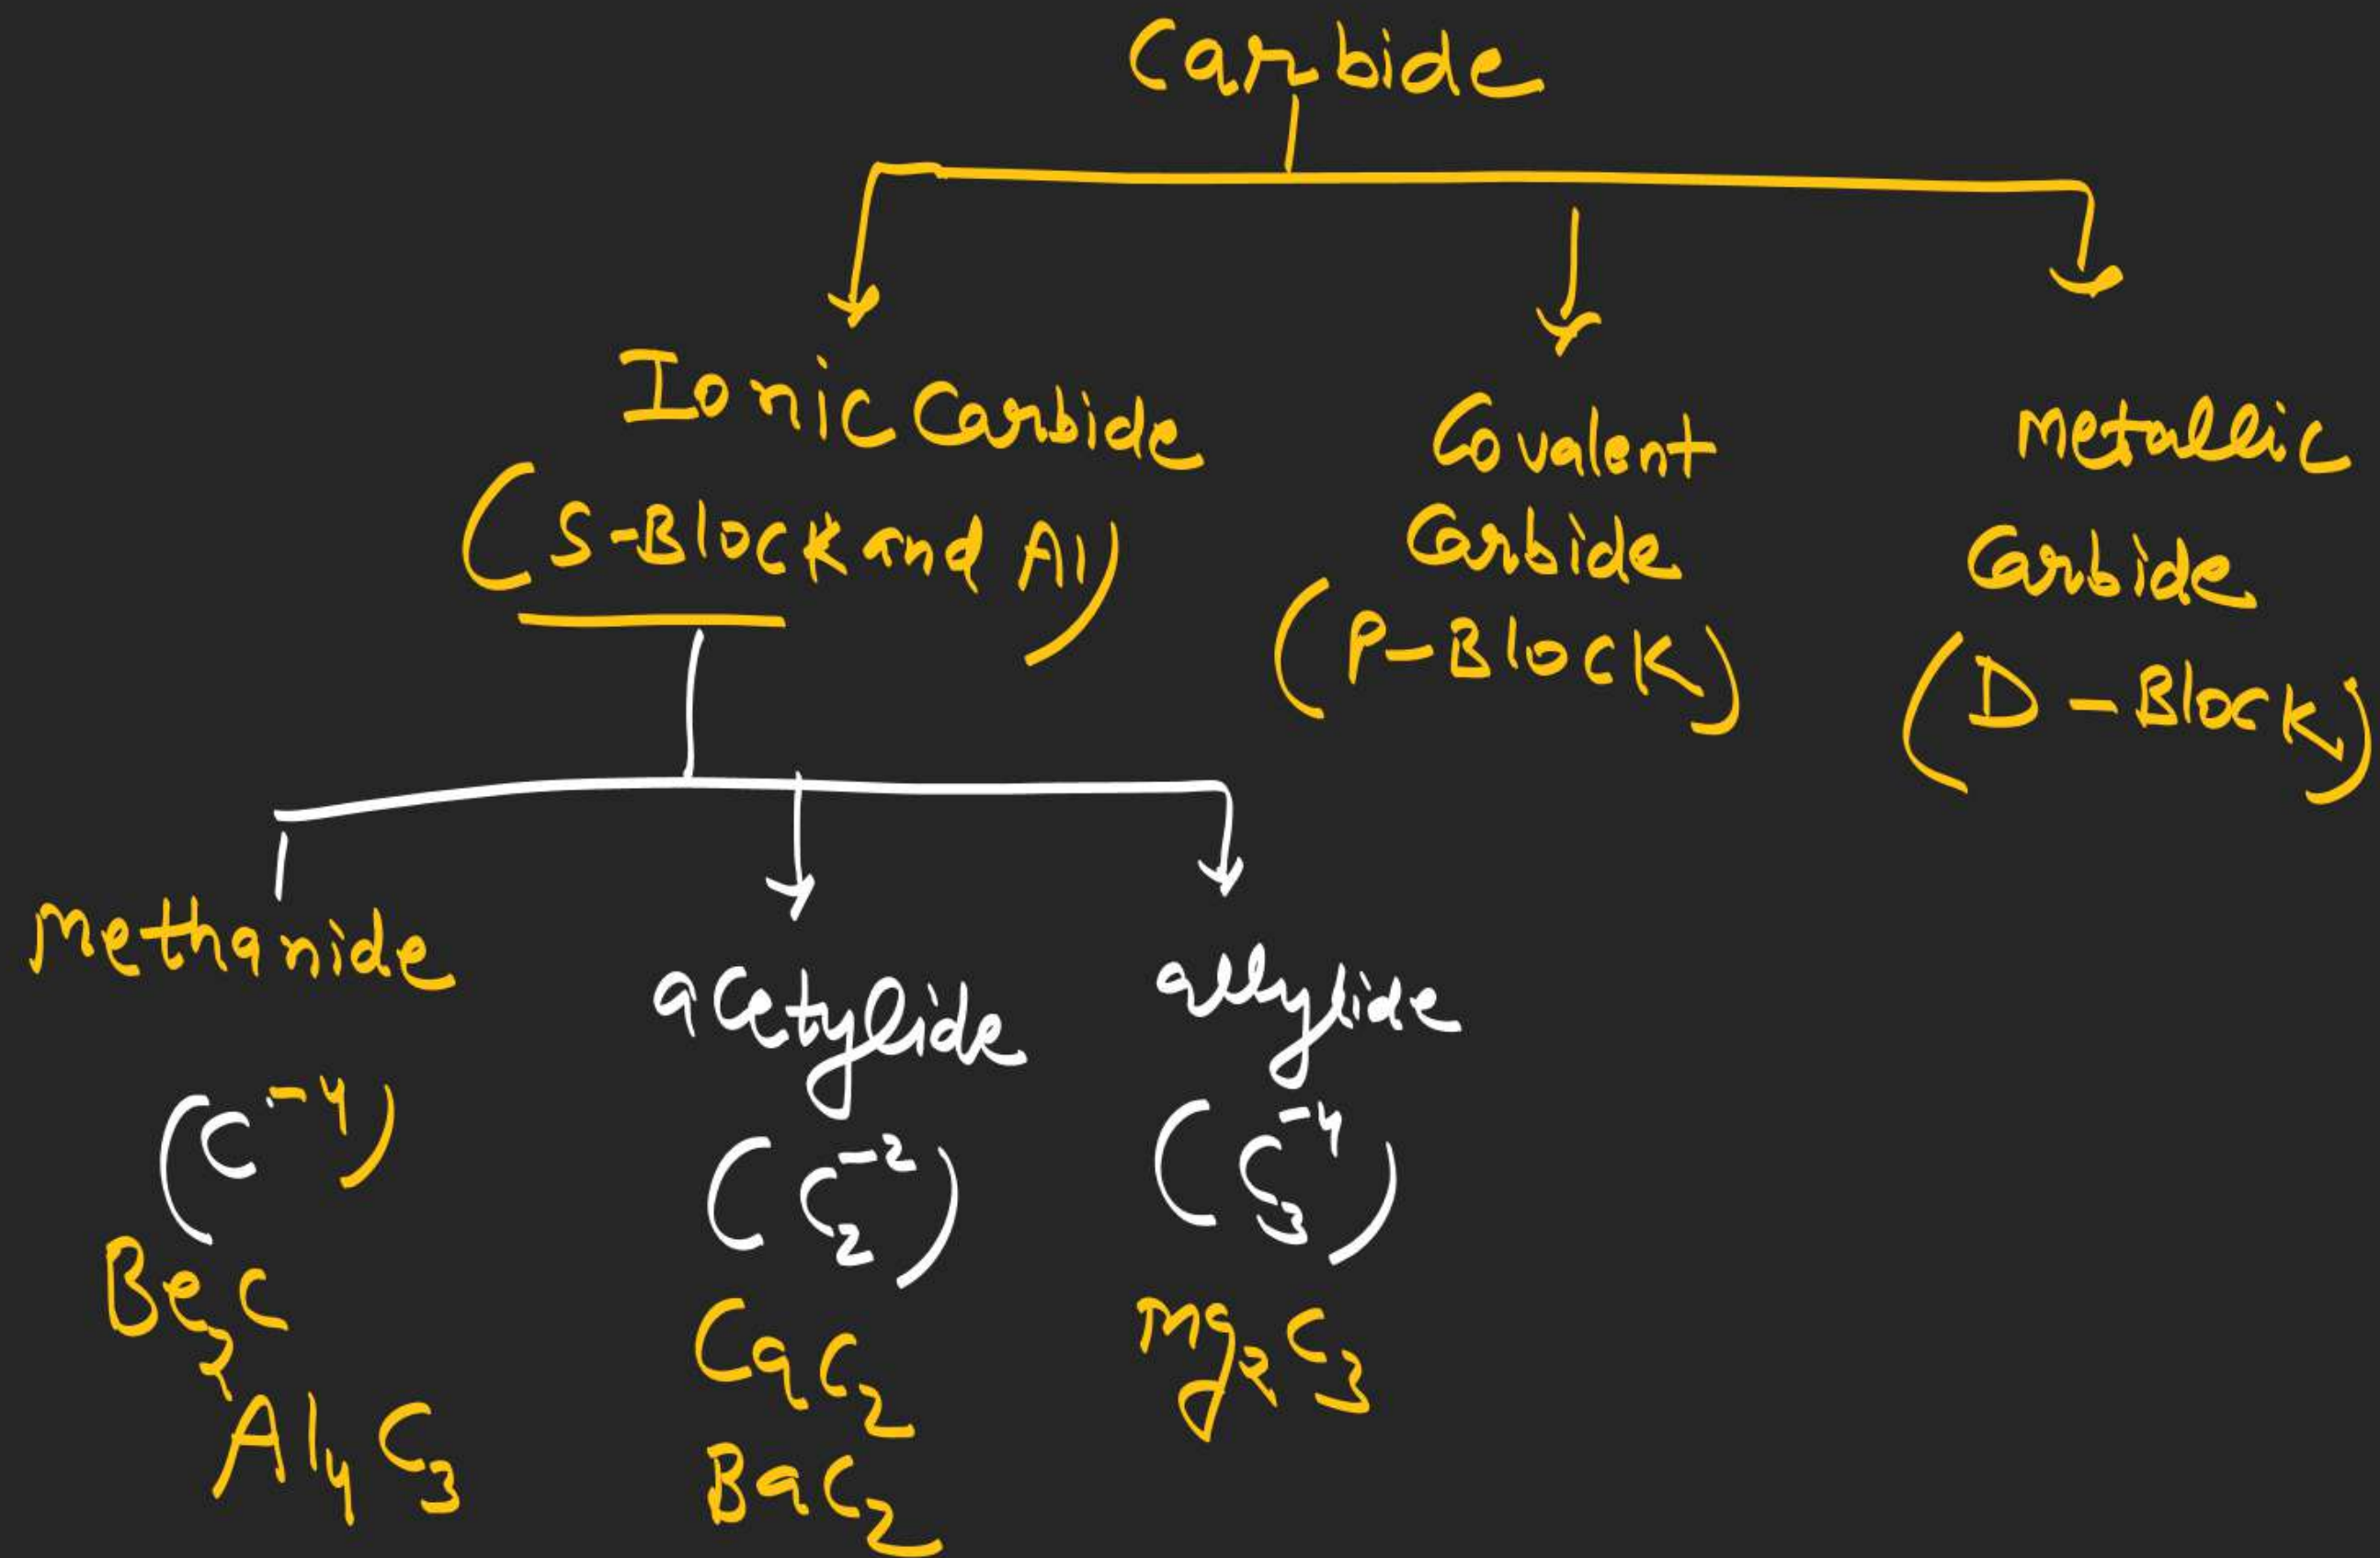 Carbide
Ionic Carbide
(S-Block and Al)
Covalent
Carbide
(P-Block)
Metallic
Carbide
(D-Block)
Methanide
(C⁻⁴)
Be₂C
Al₄C₃
acetylide
(C₂⁻²)
CaC₂
BaC₂
allylide
(C₃⁻⁴)
Mg₂C₃